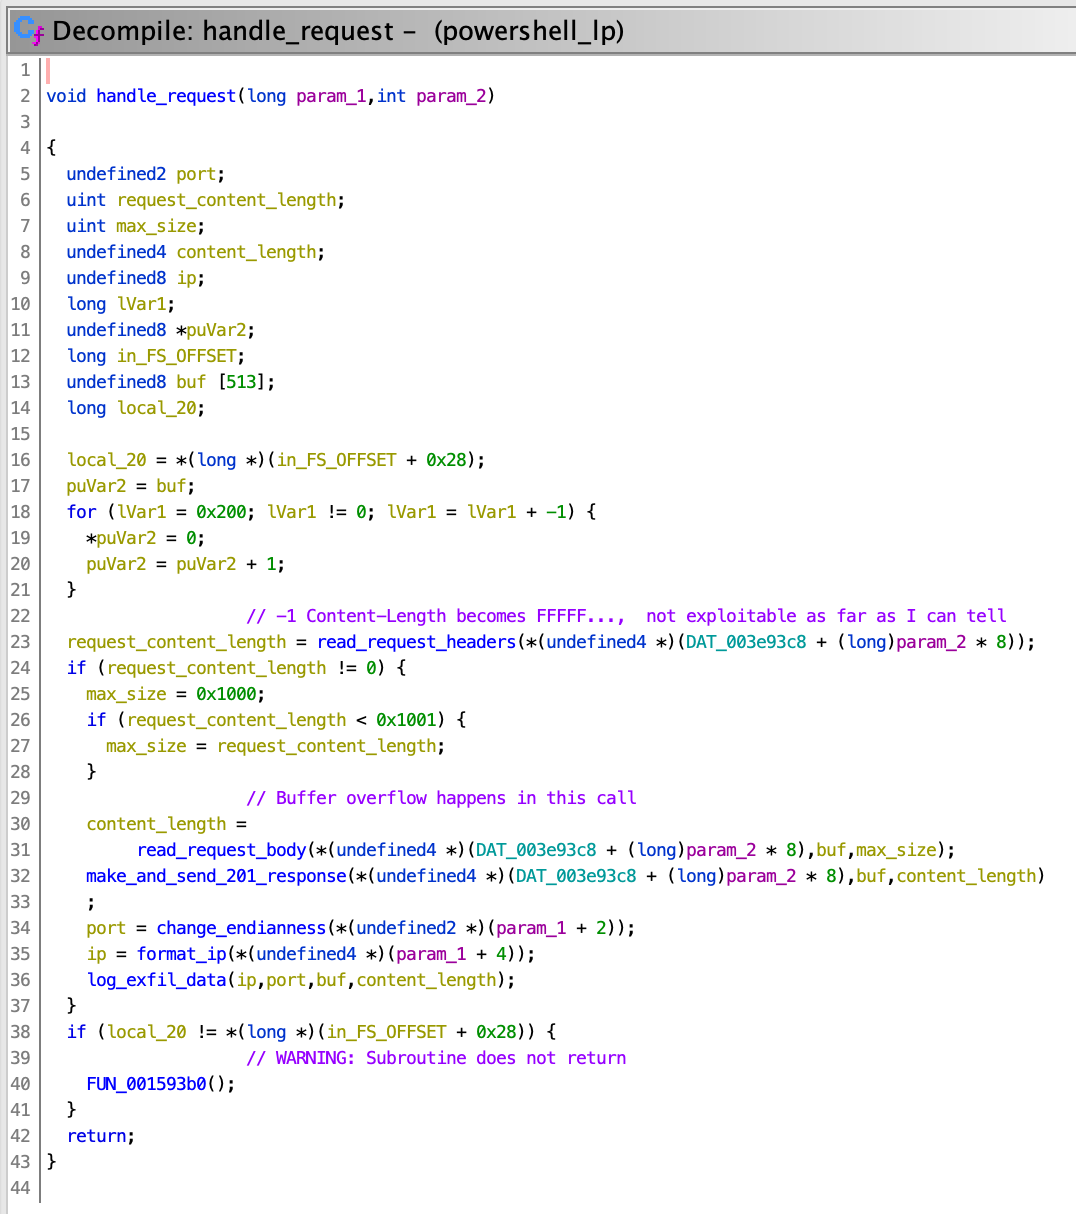 Decompile: handle_request –  (powershell_lp)
1
2 void handle_request(long param_1,int param_2)
3
4 {
5   undefined2 port;
6   uint request_content_length;
7   uint max_size;
8   undefined4 content_length;
9   undefined8 ip;
10   long lVar1;
11   undefined8 *puVar2;
12   long in_FS_OFFSET;
13   undefined8 buf [513];
14   long local_20;
15
16   local_20 = *(long *)(in_FS_OFFSET + 0x28);
17   puVar2 = buf;
18   for (lVar1 = 0x200; lVar1 != 0; lVar1 = lVar1 + -1) {
19     *puVar2 = 0;
20     puVar2 = puVar2 + 1;
21   }
22                     // -1 Content-Length becomes FFFFF...,  not exploitable as far as I can tell
23   request_content_length = read_request_headers(*(undefined4 *)(DAT_003e93c8 + (long)param_2 * 8));
24   if (request_content_length != 0) {
25     max_size = 0x1000;
26     if (request_content_length < 0x1001) {
27       max_size = request_content_length;
28     }
29                     // Buffer overflow happens in this call
30     content_length =
31          read_request_body(*(undefined4 *)(DAT_003e93c8 + (long)param_2 * 8),buf,max_size);
32     make_and_send_201_response(*(undefined4 *)(DAT_003e93c8 + (long)param_2 * 8),buf,content_length)
33     ;
34     port = change_endianness(*(undefined2 *)(param_1 + 2));
35     ip = format_ip(*(undefined4 *)(param_1 + 4));
36     log_exfil_data(ip,port,buf,content_length);
37   }
38   if (local_20 != *(long *)(in_FS_OFFSET + 0x28)) {
39                     // WARNING: Subroutine does not return
40     FUN_001593b0();
41   }
42   return;
43 }
44